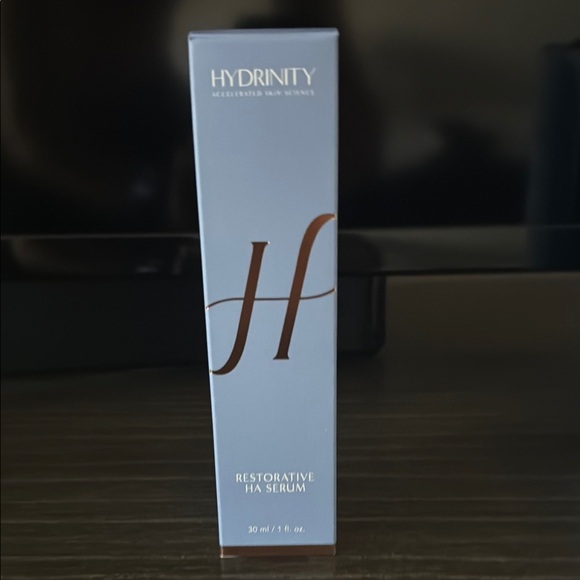 HYDRINITY
ACCELERATED SKIN SCIENCE
H
RESTORATIVE
HA SERUM
30 ml / 1 fl. oz.